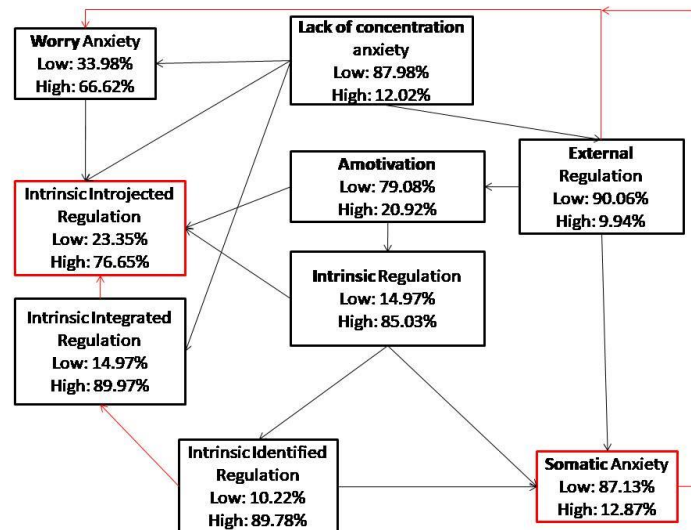 Worry Anxiety
Low: 33.98%
High: 66.62%
Lack of concentration
anxiety
Low: 87.98%
High: 12.02%
Amotivation
Low: 79.08%
High: 20.92%
External
Regulation
Low: 90.06%
High: 9.94%
Intrinsic Introjected
Regulation
Low: 23.35%
High: 76.65%
Intrinsic Regulation
Low: 14.97%
High: 85.03%
Intrinsic Integrated
Regulation
Low: 14.97%
High: 89.97%
Intrinsic Identified
Regulation
Low: 10.22%
High: 89.78%
Somatic Anxiety
Low: 87.13%
High: 12.87%